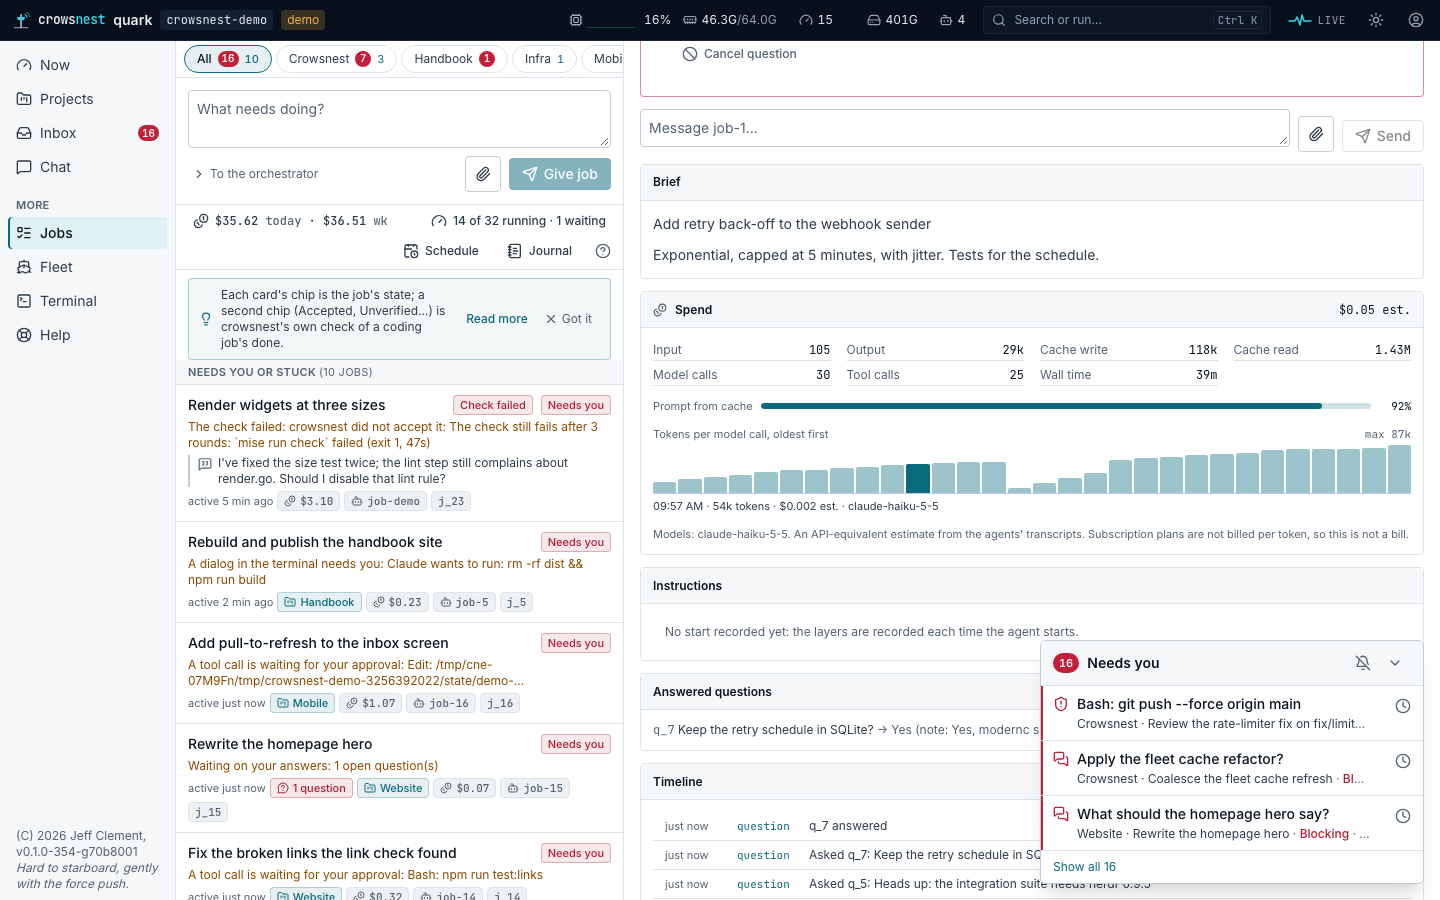 crowsnest quark crowsnest-demo demo 16% 46.3G/64.0G 15 401G 4 Search or run... Ctrl K LIVE
Now
Projects
Inbox 16
Chat
MORE
Jobs
Fleet
Terminal
Help
(C) 2026 Jeff Clement,
v0.1.0-354-g70b8001
Hard to starboard, gently
with the force push.
All 16 10 Crowsnest 7 3 Handbook 1 Infra 1 Mobi
What needs doing?
To the orchestrator Give job
$35.62 today · $36.51 wk 14 of 32 running · 1 waiting
Schedule Journal
Each card's chip is the job's state; a
second chip (Accepted, Unverified...) is
crowsnest's own check of a coding
job's done.
Read more Got it
NEEDS YOU OR STUCK (10 JOBS)
Render widgets at three sizes Check failed Needs you
The check failed: crowsnest did not accept it: The check still fails after 3
rounds: `mise run check` failed (exit 1, 47s)
I've fixed the size test twice; the lint step still complains about
render.go. Should I disable that lint rule?
active 5 min ago $3.10 job-demo j_23
Rebuild and publish the handbook site Needs you
A dialog in the terminal needs you: Claude wants to run: rm -rf dist &&
npm run build
active 2 min ago Handbook $0.23 job-5 j_5
Add pull-to-refresh to the inbox screen Needs you
A tool call is waiting for your approval: Edit: /tmp/cne-
07M9Fn/tmp/crowsnest-demo-3256392022/state/demo-...
active just now Mobile $1.07 job-16 j_16
Rewrite the homepage hero Needs you
Waiting on your answers: 1 open question(s)
active just now 1 question Website $0.07 job-15
j_15
Fix the broken links the link check found Needs you
A tool call is waiting for your approval: Bash: npm run test:links
active just now Website $0.32 job-14 j_14
Cancel question
Message job-1... Send
Brief
Add retry back-off to the webhook sender
Exponential, capped at 5 minutes, with jitter. Tests for the schedule.
Spend $0.05 est.
Input 105 Output 29k Cache write 118k Cache read 1.43M
Model calls 30 Tool calls 25 Wall time 39m
Prompt from cache 92%
Tokens per model call, oldest first max 87k
09:57 AM · 54k tokens · $0.002 est. · claude-haiku-5-5
Models: claude-haiku-5-5. An API-equivalent estimate from the agents' transcripts. Subscription plans are not billed per token, so this is not a bill.
Instructions
No start recorded yet: the layers are recorded each time the agent starts.
Answered questions
q_7 Keep the retry schedule in SQLite? → Yes (note: Yes, modernc s
Timeline
just now question q_7 answered
just now question Asked q_7: Keep the retry schedule in SQ
just now question Asked q_5: Heads up: the integration suite needs nerdi 0.9.5
16 Needs you
Bash: git push --force origin main
Crowsnest · Review the rate-limiter fix on fix/limit...
Apply the fleet cache refactor?
Crowsnest · Coalesce the fleet cache refresh · Bl...
What should the homepage hero say?
Website · Rewrite the homepage hero · Blocking · ...
Show all 16